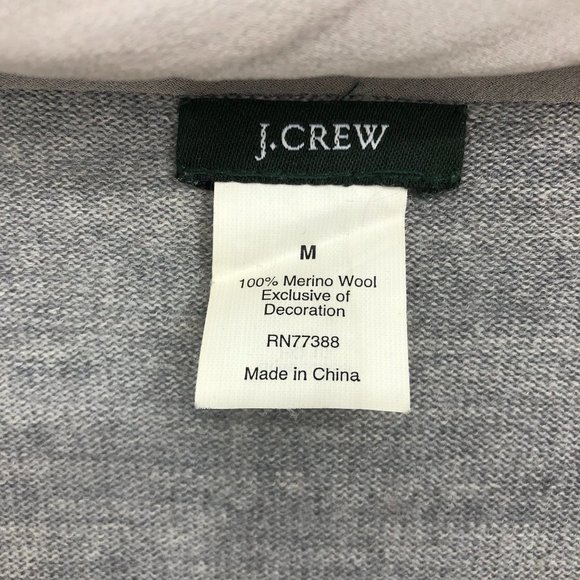 J.CREW
M
100% Merino Wool
Exclusive of
Decoration
RN77388
Made in China